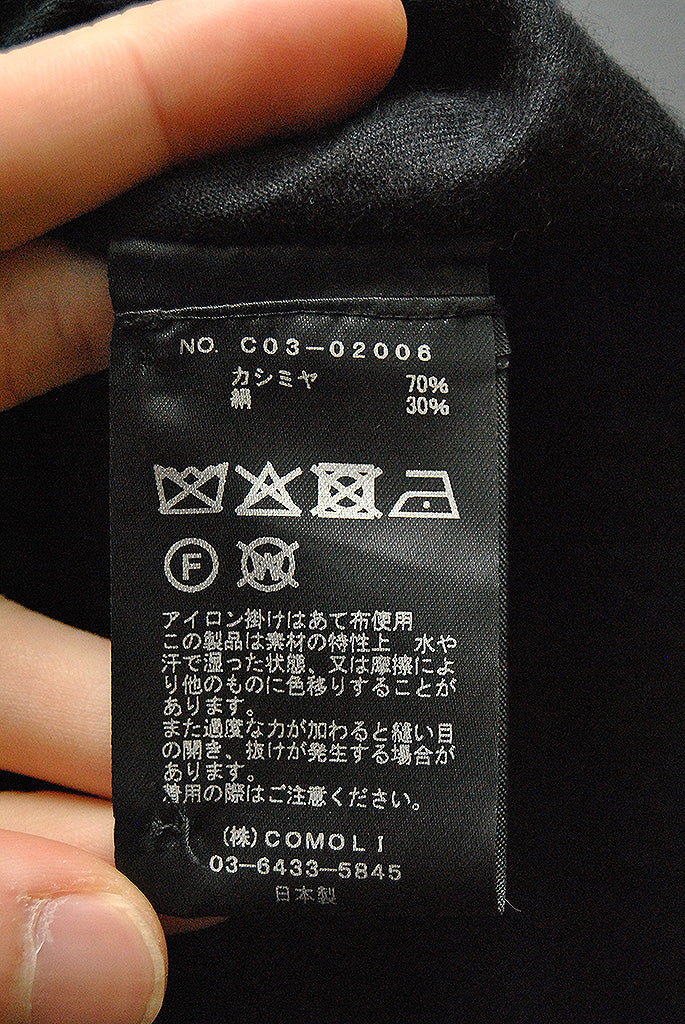 NO. C03-02006
カシミヤ 70%
絹 30%
F
W
アイロン掛けはあて布使用
この製品は素材の特性上　水や
汗で湿った状態、又は摩擦によ
り他のものに色移りすることが
あります。
また過度な力が加わると縫い目
の開き、抜けが発生する場合が
あります。
着用の際はご注意ください。
(株)COMOLI
03-6433-5845
日本製